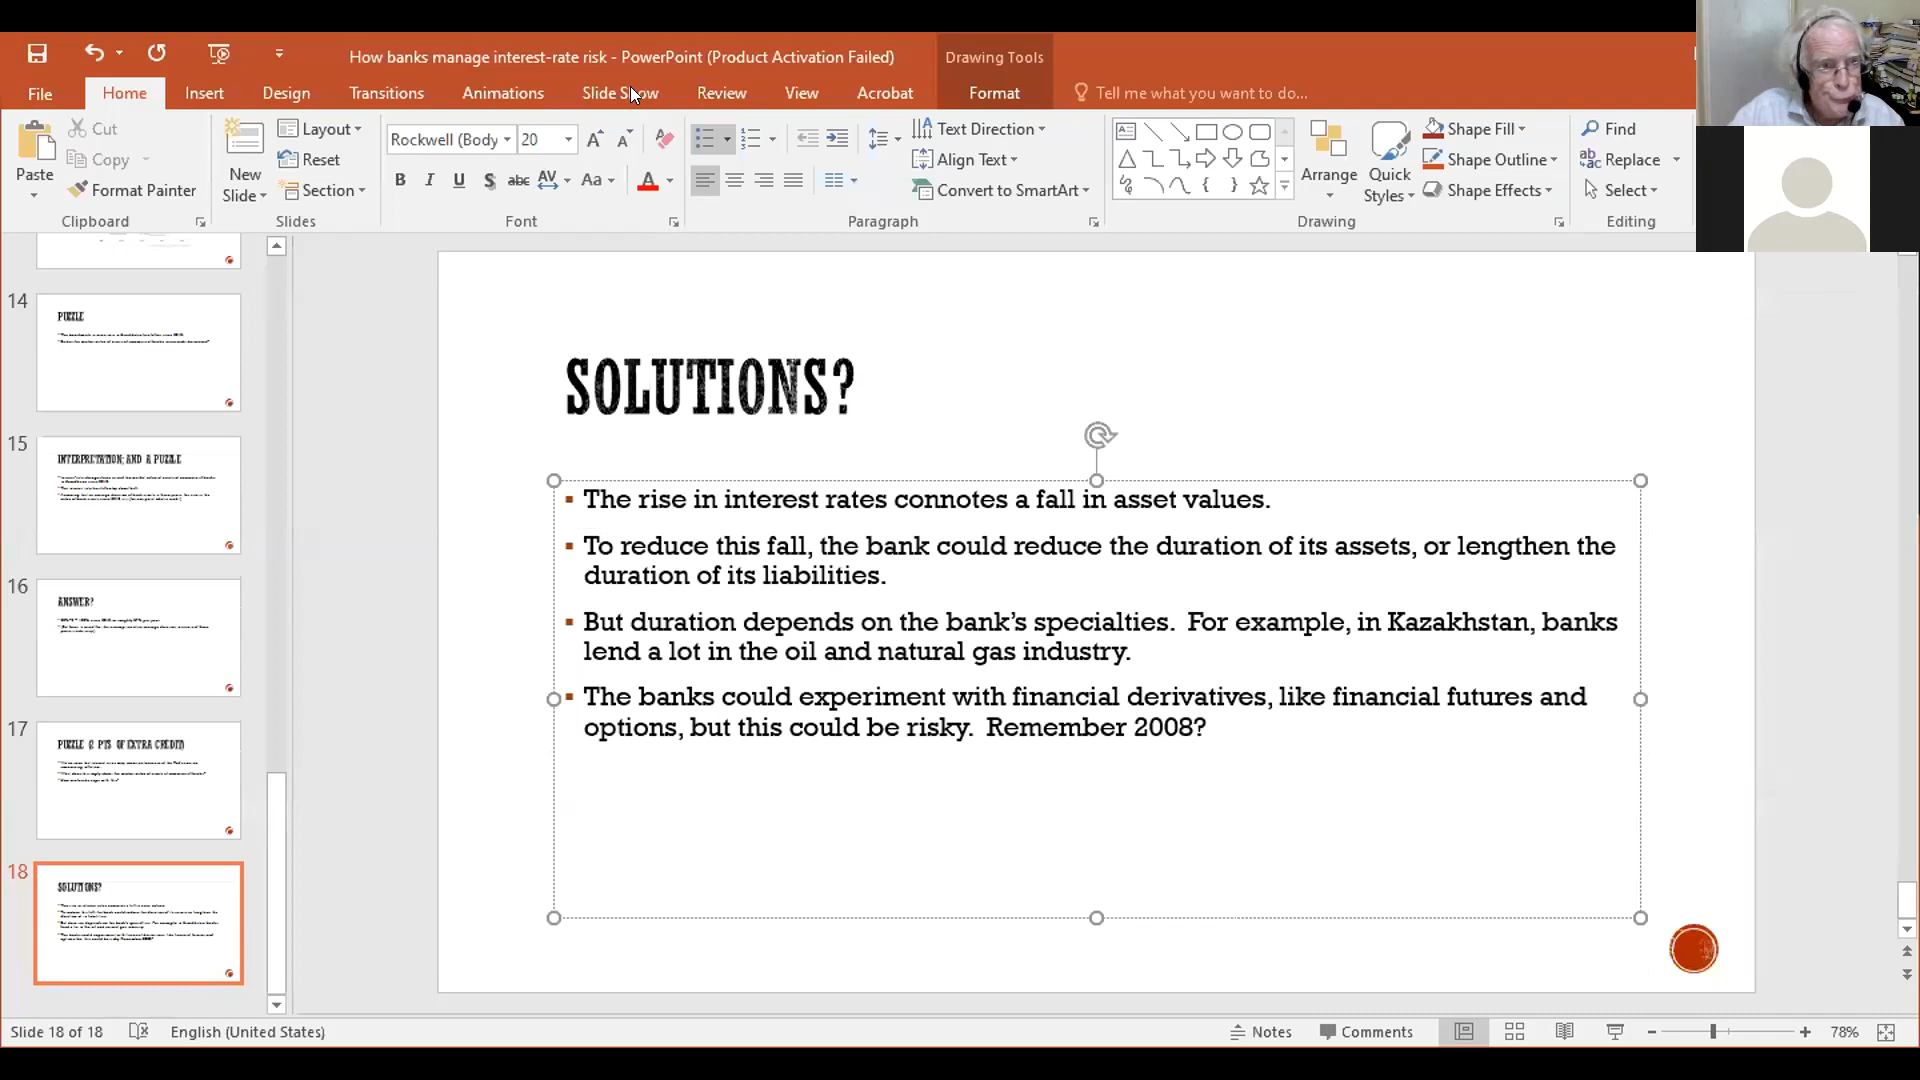 How banks manage interest-rate risk - PowerPoint (Product Activation Failed)
Drawing Tools
File
Home
Insert
Design
Transitions
Animations
Slide Show
Review
View
Acrobat
Format
Tell me what you want to do...
Paste
Cut
Copy
Format Painter
Clipboard
New
Slide
Layout
Reset
Section
Slides
Rockwell (Body
20
B
I
U
S
abc
AV
Aa
A
Font
Text Direction
Align Text
Convert to SmartArt
Paragraph
Arrange
Quick
Styles
Shape Fill
Shape Outline
Shape Effects
Drawing
Find
Replace
Select
Editing
14
PUZZLE
15
INTERPRETATION; AND A PUZZLE
16
ANSWER?
17
PUZZLE (2 PTS OF EXTRA CREDIT)
18
SOLUTIONS?
SOLUTIONS?
▪ The rise in interest rates connotes a fall in asset values.
▪ To reduce this fall, the bank could reduce the duration of its assets, or lengthen the
duration of its liabilities.
▪ But duration depends on the bank's specialties.  For example, in Kazakhstan, banks
lend a lot in the oil and natural gas industry.
▪ The banks could experiment with financial derivatives, like financial futures and
options, but this could be risky.  Remember 2008?
Slide 18 of 18
English (United States)
Notes
Comments
78%